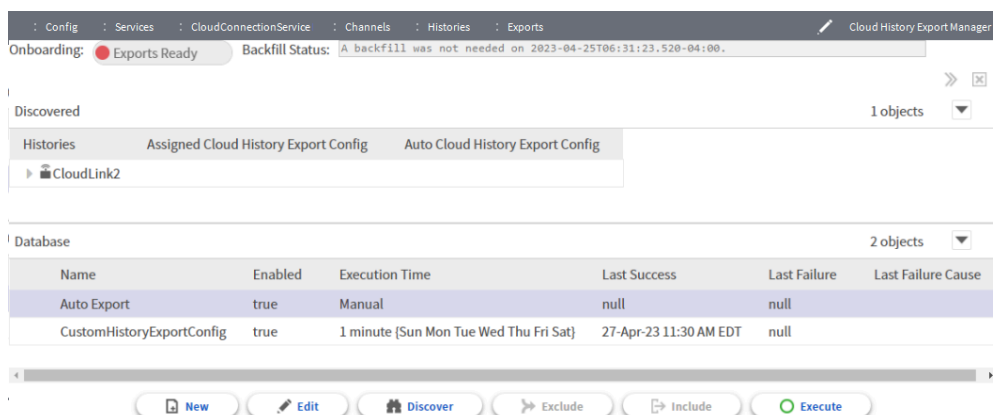 : Config : Services : CloudConnectionService : Channels : Histories : Exports Cloud History Export Manager
Onboarding: Exports Ready Backfill Status: A backfill was not needed on 2023-04-25T06:31:23.520-04:00.
Discovered 1 objects
Histories Assigned Cloud History Export Config Auto Cloud History Export Config
CloudLink2
Database 2 objects
Name Enabled Execution Time Last Success Last Failure Last Failure Cause
Auto Export true Manual null null
CustomHistoryExportConfig true 1 minute {Sun Mon Tue Wed Thu Fri Sat} 27-Apr-23 11:30 AM EDT null
New Edit Discover Exclude Include Execute